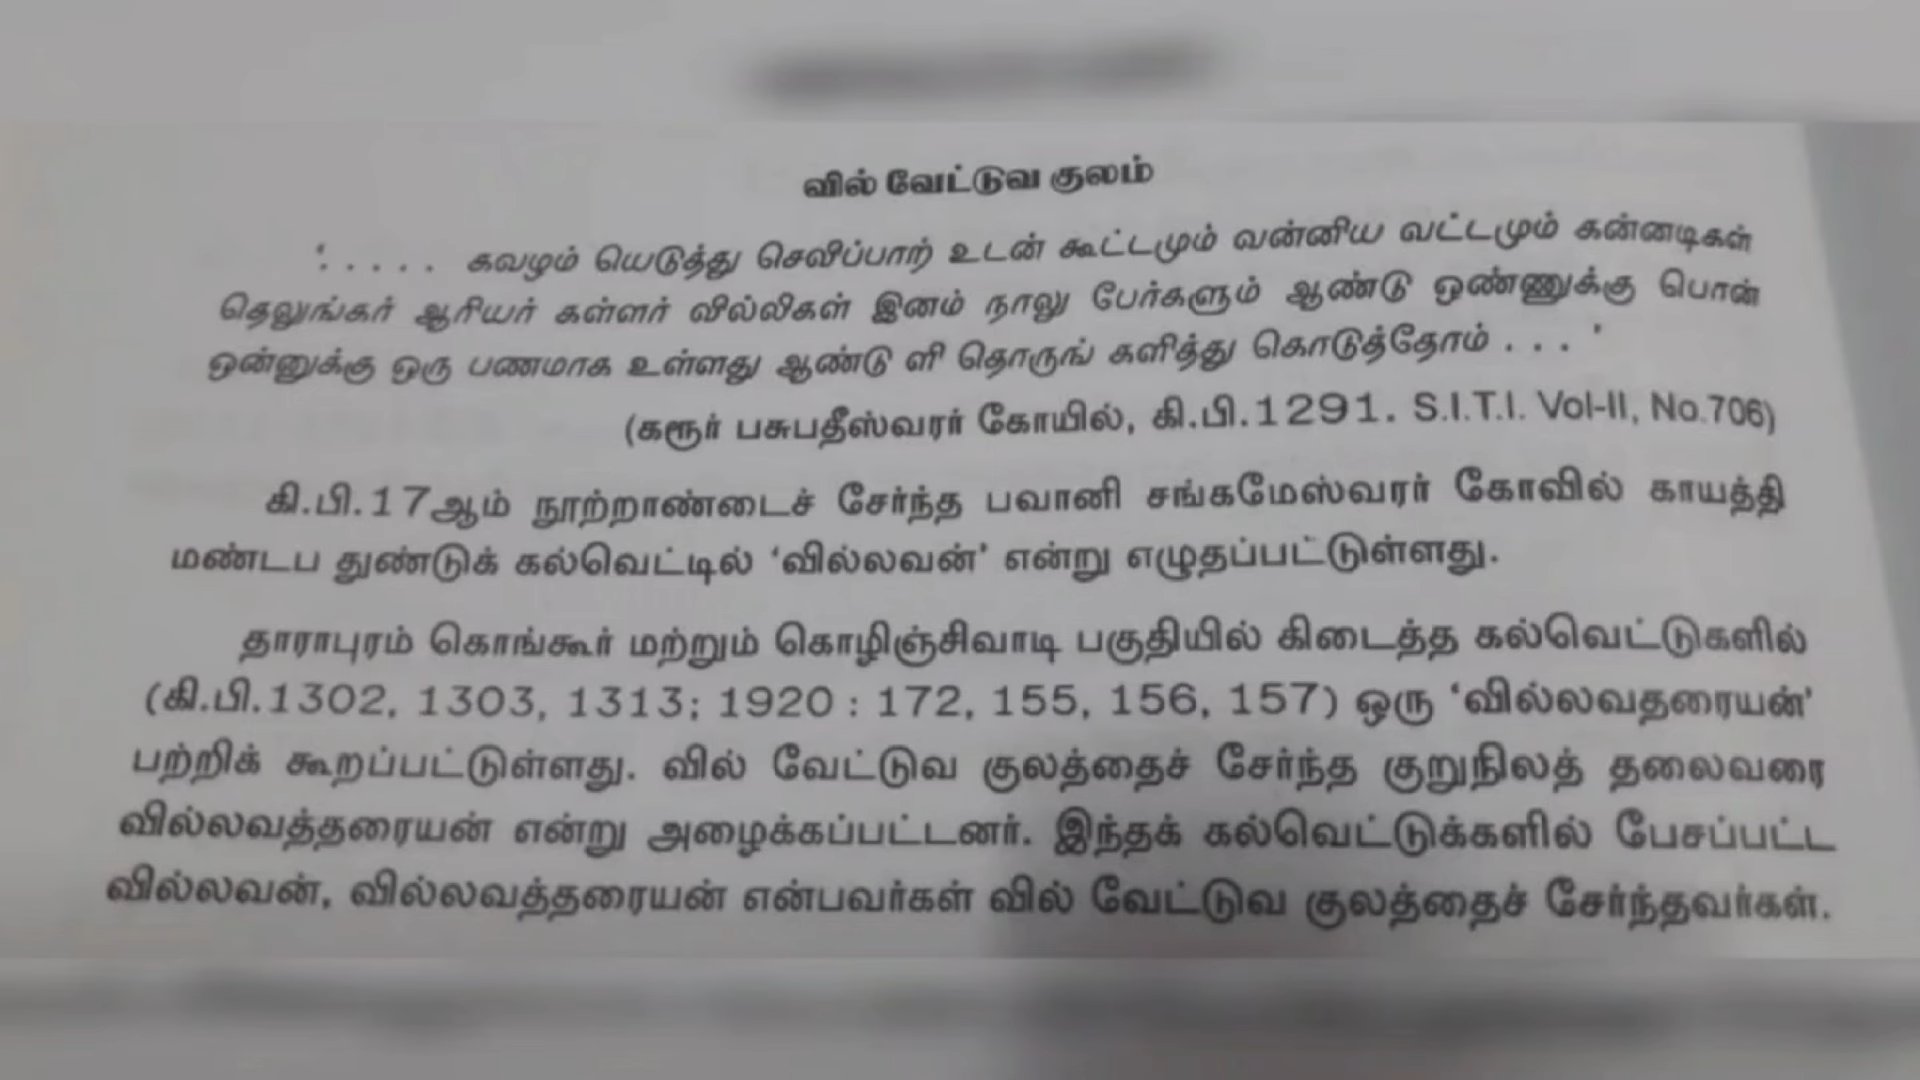 வில் வேட்டுவ குலம்
'. . . . . கவழம் யெடுத்து செலிப்பாற் உடன் கூட்டமும் வன்னிய வட்டமும் கன்னடிகள்
தெலுங்கர் ஆரியர் கள்ளர் வில்லிகள் இனம் நாலு பேர்களும் ஆண்டு ஒண்ணுக்கு பொன்
ஒன்னுக்கு ஒரு பணமாக உள்ளது ஆண்டு ளி தொருங் களித்து கொடுத்தோம் . . . '
(கரூர் பசுபதீஸ்வரர் கோயில், கி.பி.1291. S.I.T.I. Vol-II, No.706)
கி.பி.17ஆம் நூற்றாண்டைச் சேர்ந்த பவானி சங்கமேஸ்வரர் கோவில் காயத்தி
மண்டப துண்டுக் கல்வெட்டில் 'வில்லவன்' என்று எழுதப்பட்டுள்ளது.
தாராபுரம் கொங்கூர் மற்றும் கொழிஞ்சிவாடி பகுதியில் கிடைத்த கல்வெட்டுகளில்
(கி.பி.1302, 1303, 1313; 1920 : 172, 155, 156, 157) ஒரு 'வில்லவதரையன்'
பற்றிக் கூறப்பட்டுள்ளது. வில் வேட்டுவ குலத்தைச் சேர்ந்த குறுநிலத் தலைவரை
வில்லவத்தரையன் என்று அழைக்கப்பட்டனர். இந்தக் கல்வெட்டுக்களில் பேசப்பட்ட
வில்லவன், வில்லவத்தரையன் என்பவர்கள் வில் வேட்டுவ குலத்தைச் சேர்ந்தவர்கள்.